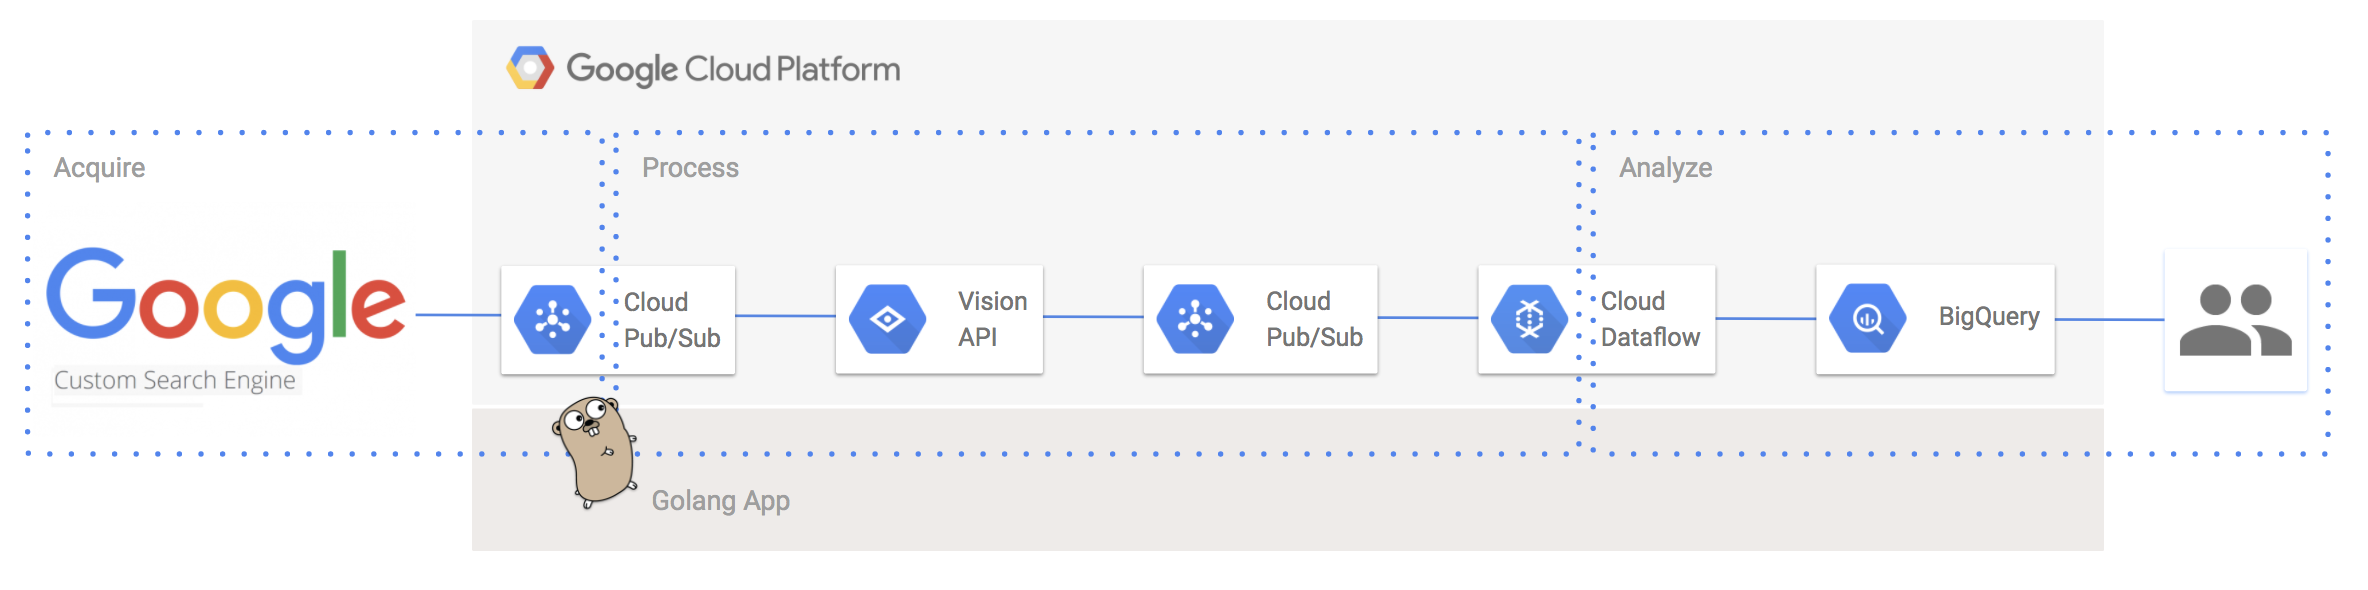 Google Cloud Platform
Acquire
Process
Analyze
Google
Custom Search Engine
Cloud
Pub/Sub
Vision
API
Cloud
Pub/Sub
Cloud
Dataflow
BigQuery
Golang App